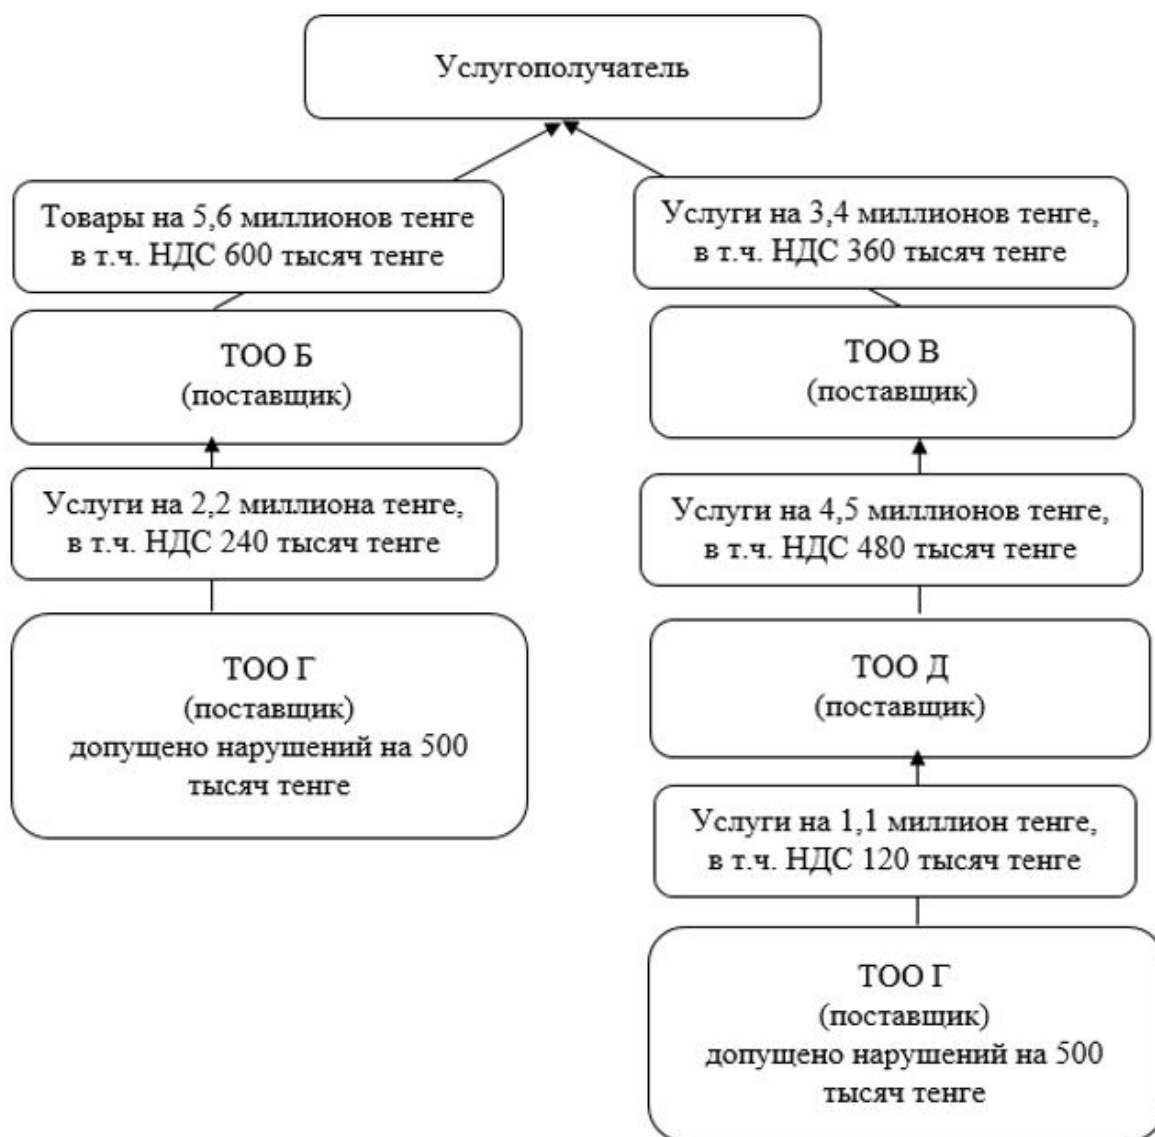 Услугополучатель
Товары на 5,6 миллионов тенге
в т.ч. НДС 600 тысяч тенге
Услуги на 3,4 миллионов тенге,
в т.ч. НДС 360 тысяч тенге
ТОО Б
(поставщик)
ТОО В
(поставщик)
Услуги на 2,2 миллиона тенге,
в т.ч. НДС 240 тысяч тенге
Услуги на 4,5 миллионов тенге,
в т.ч. НДС 480 тысяч тенге
ТОО Г
(поставщик)
допущено нарушений на 500
тысяч тенге
ТОО Д
(поставщик)
Услуги на 1,1 миллион тенге,
в т.ч. НДС 120 тысяч тенге
ТОО Г
(поставщик)
допущено нарушений на 500
тысяч тенге